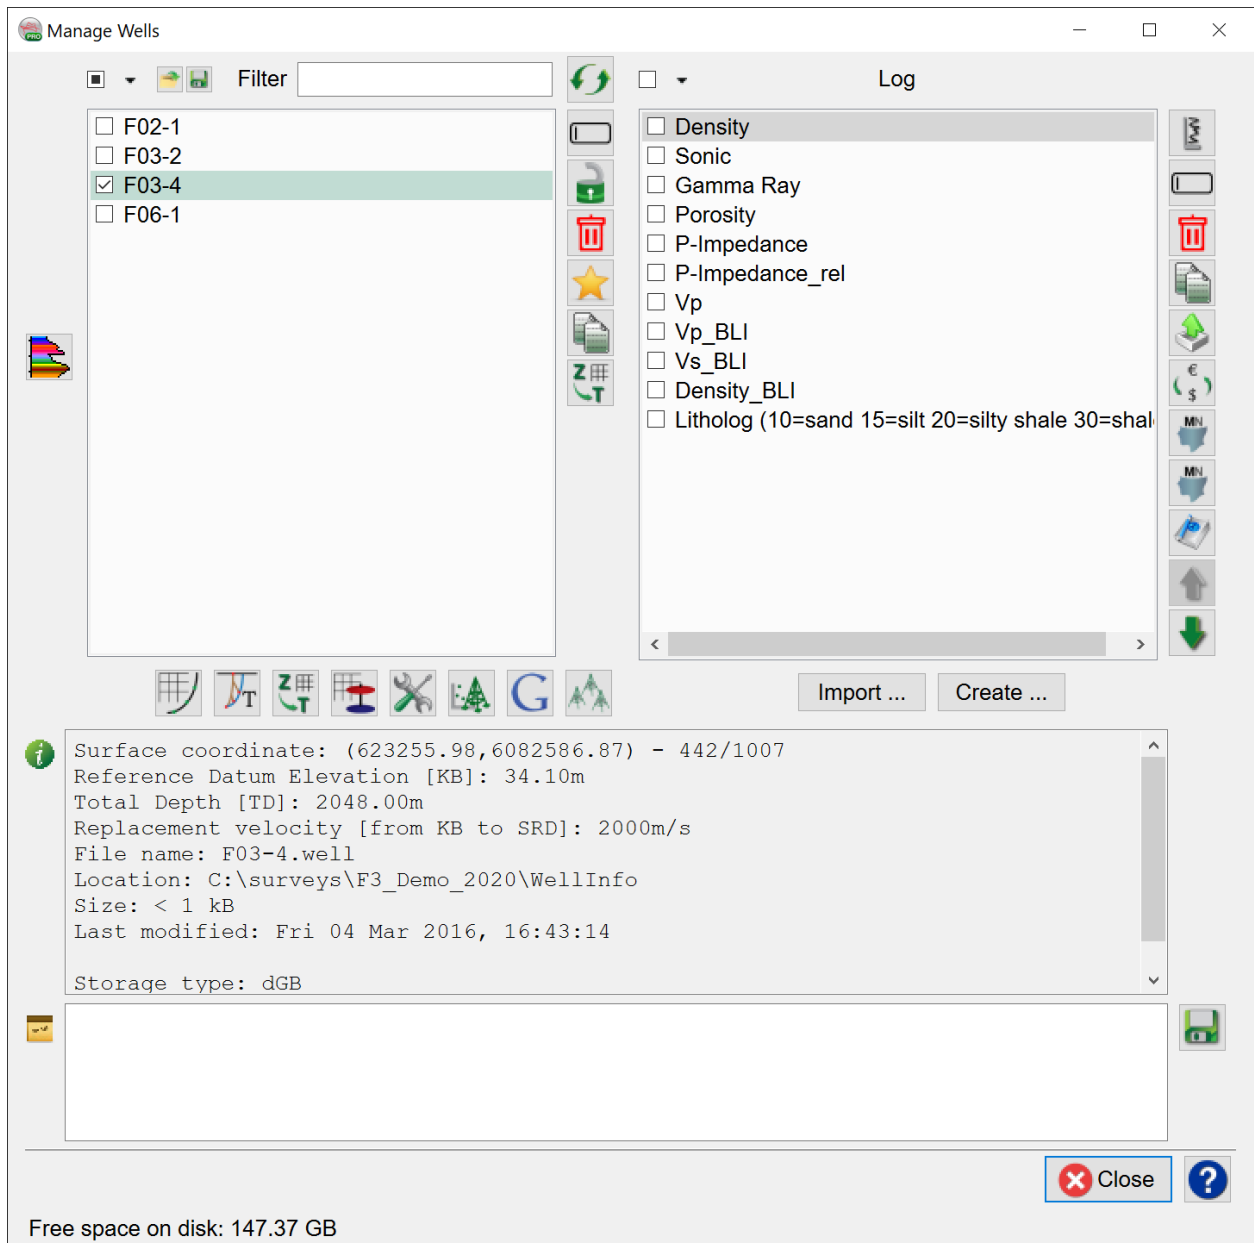 Manage Wells
Filter
Log
F02-1
F03-2
F03-4
F06-1
Density
Sonic
Gamma Ray
Porosity
P-Impedance
P-Impedance_rel
Vp
Vp_BLI
Vs_BLI
Density_BLI
Litholog (10=sand 15=silt 20=silty shale 30=shal
Z
T
€
$
MN
MN
T
Z
T
G
Import ...
Create ...
Surface coordinate: (623255.98,6082586.87) - 442/1007
Reference Datum Elevation [KB]: 34.10m
Total Depth [TD]: 2048.00m
Replacement velocity [from KB to SRD]: 2000m/s
File name: F03-4.well
Location: C:\surveys\F3_Demo_2020\WellInfo
Size: < 1 kB
Last modified: Fri 04 Mar 2016, 16:43:14
Storage type: dGB
Close
?
Free space on disk: 147.37 GB